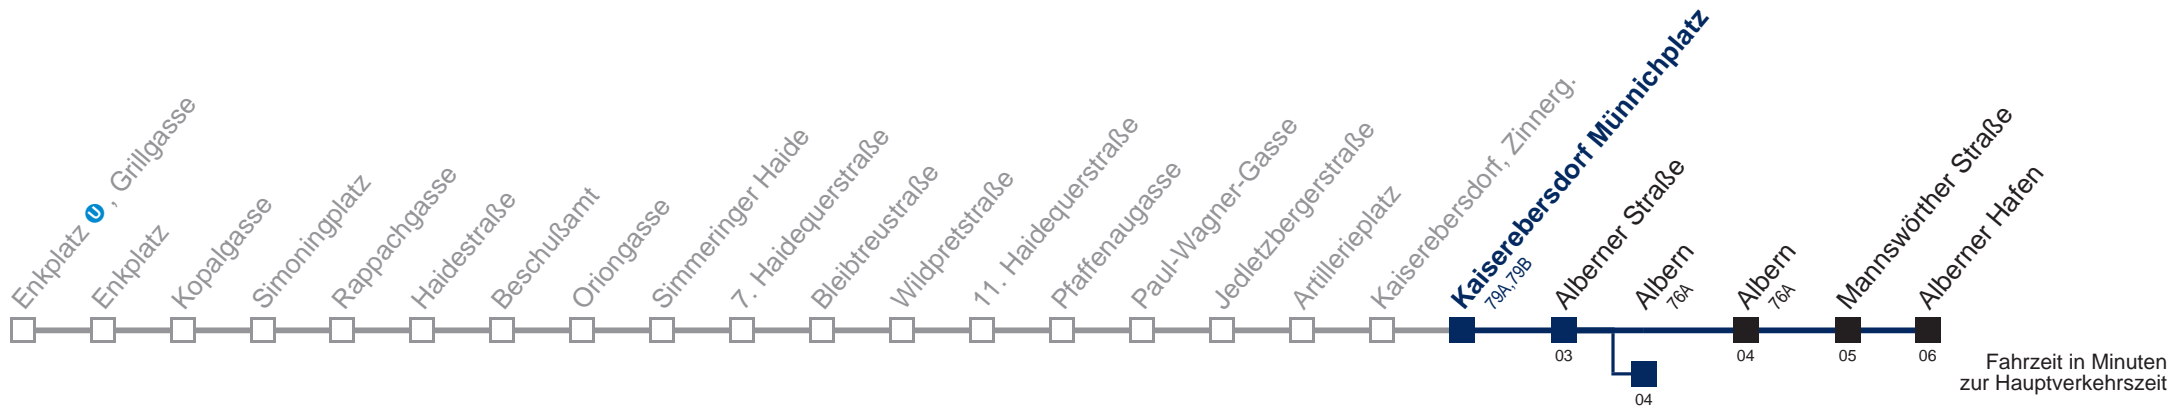 Enkplatz U , Grillgasse
Enkplatz
Kopalgasse
Simoningplatz
Rappachgasse
Haidestraße
Beschußamt
Oriongasse
Simmeringer Haide
7. Haidequerstraße
Bleibtreustraße
Wildpretstraße
11. Haidequerstraße
Pfaffenaugasse
Paul-Wagner-Gasse
Jedletzbergerstraße
Artillerieplatz
Kaiserebersdorf, Zinnerg.
Kaiserebersdorf Münnichplatz
79A,79B
Alberner Straße
Albern
76A
Albern
76A
Mannswörther Straße
Alberner Hafen
03
04
05
06
04
Fahrzeit in Minuten
zur Hauptverkehrszeit